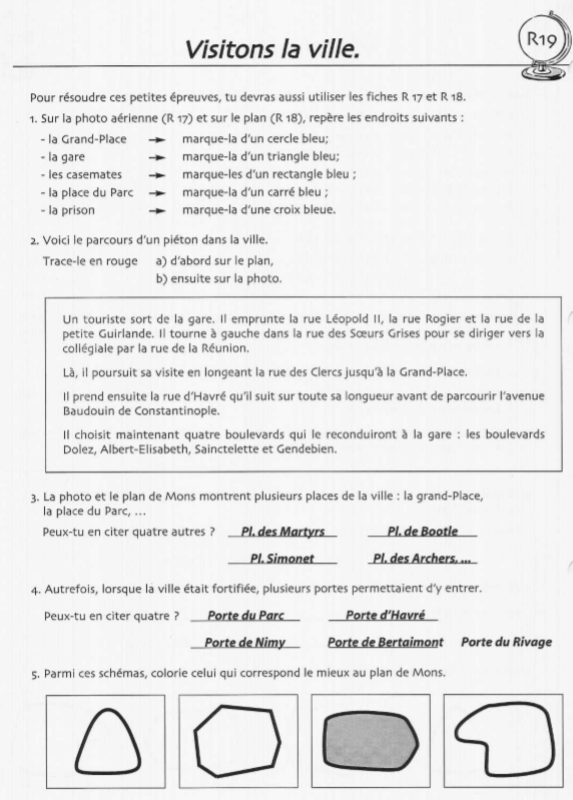 Visitons la ville.
R19
Pour résoudre ces petites épreuves, tu devras aussi utiliser les fiches R 17 et R 18.
1. Sur la photo aérienne (R 17) et sur le plan (R 18), repère les endroits suivants :
- la Grand-Place → marque-la d'un cercle bleu;
- la gare → marque-la d'un triangle bleu;
- les casemates → marque-les d'un rectangle bleu ;
- la place du Parc → marque-la d'un carré bleu ;
- la prison → marque-la d'une croix bleue.
2. Voici le parcours d'un piéton dans la ville.
Trace-le en rouge a) d'abord sur le plan,
b) ensuite sur la photo.
Un touriste sort de la gare. Il emprunte la rue Léopold II, la rue Rogier et la rue de la
petite Guirlande. Il tourne à gauche dans la rue des Sœurs Grises pour se diriger vers la
collégiale par la rue de la Réunion.
Là, il poursuit sa visite en longeant la rue des Clercs jusqu'à la Grand-Place.
Il prend ensuite la rue d'Havré qu'il suit sur toute sa longueur avant de parcourir l'avenue
Baudouin de Constantinople.
Il choisit maintenant quatre boulevards qui le reconduiront à la gare : les boulevards
Dolez, Albert-Elisabeth, Sainctelette et Gendebien.
3. La photo et le plan de Mons montrent plusieurs places de la ville : la grand-Place,
la place du Parc, ...
Peux-tu en citer quatre autres ? Pl. des Martyrs Pl. de Bootle
Pl. Simonet Pl. des Archers, ...
4. Autrefois, lorsque la ville était fortifiée, plusieurs portes permettaient d'y entrer.
Peux-tu en citer quatre ? Porte du Parc Porte d'Havré
Porte de Nimy Porte de Bertaimont Porte du Rivage
5. Parmi ces schémas, colorie celui qui correspond le mieux au plan de Mons.